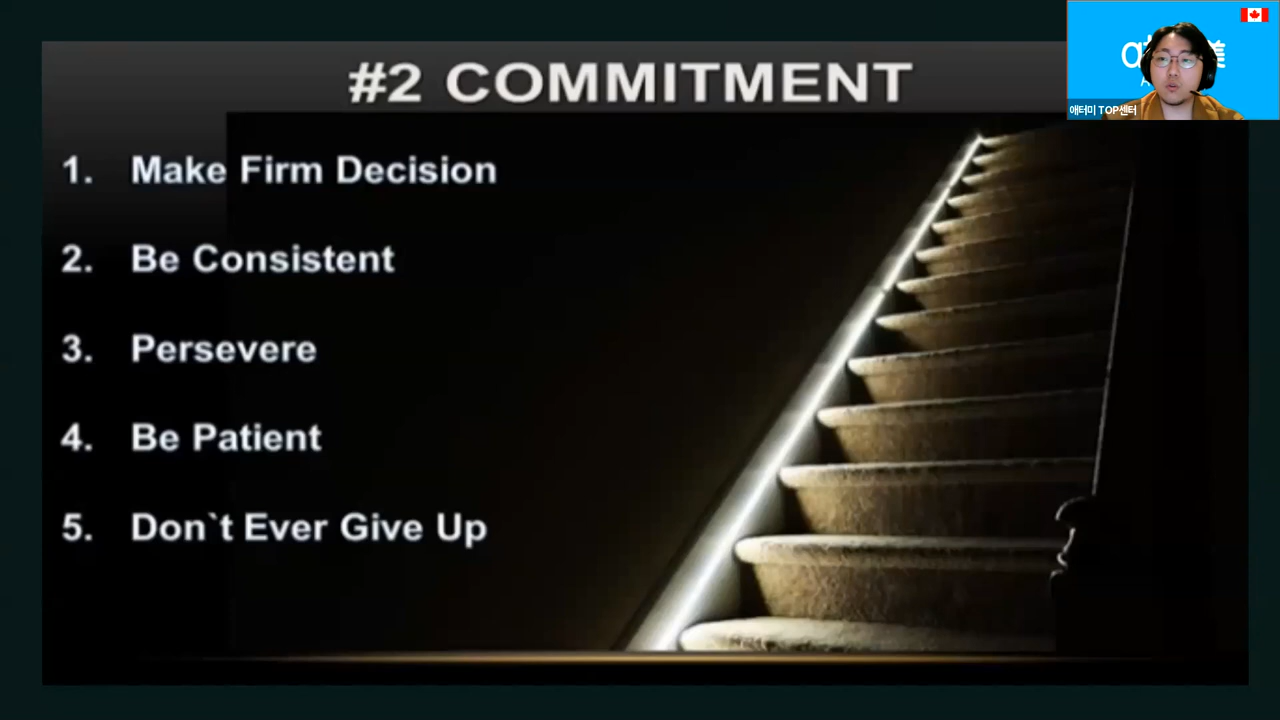 #2 COMMITMENT
1. Make Firm Decision
2. Be Consistent
3. Persevere
4. Be Patient
5. Don`t Ever Give Up
애터미 TOP센터